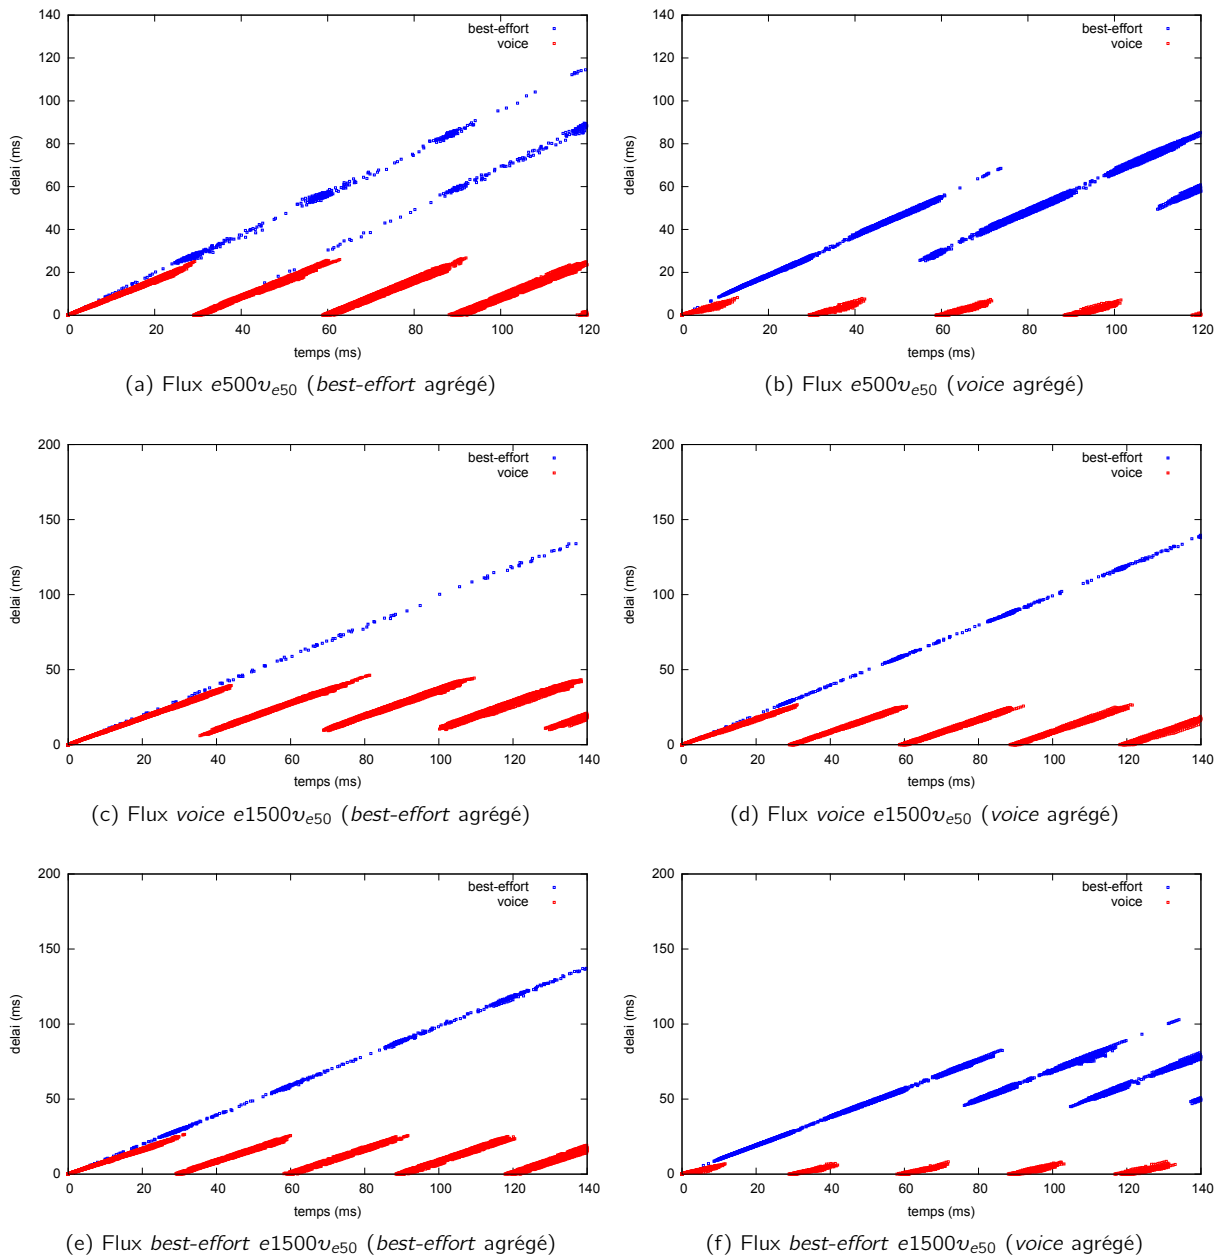 140
120
100
80
60
40
20
0
delai (ms)
best-effort
voice
0 20 40 60 80 100 120
temps (ms)
(a) Flux e500υe50 (best-effort agrégé)
140
120
100
80
60
40
20
0
delai (ms)
best-effort
voice
0 20 40 60 80 100 120
temps (ms)
(b) Flux e500υe50 (voice agrégé)
200
150
100
50
0
delai (ms)
best-effort
voice
0 20 40 60 80 100 120 140
temps (ms)
(c) Flux voice e1500υe50 (best-effort agrégé)
200
150
100
50
0
delai (ms)
best-effort
voice
0 20 40 60 80 100 120 140
temps (ms)
(d) Flux voice e1500υe50 (voice agrégé)
200
150
100
50
0
delai (ms)
best-effort
voice
0 20 40 60 80 100 120 140
temps (ms)
(e) Flux best-effort e1500υe50 (best-effort agrégé)
200
150
100
50
0
delai (ms)
best-effort
voice
0 20 40 60 80 100 120 140
temps (ms)
(f) Flux best-effort e1500υe50 (voice agrégé)